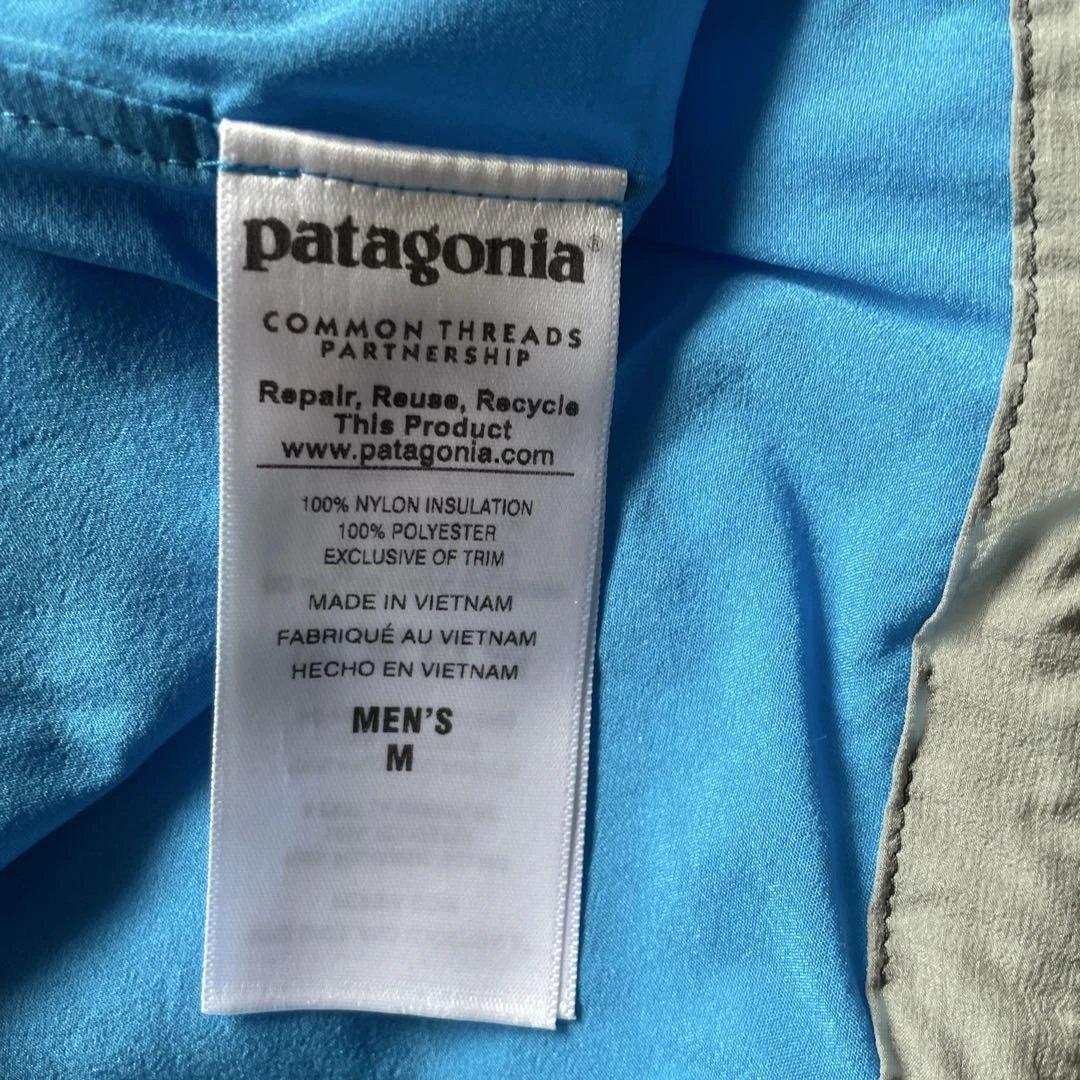 patagonia®
COMMON THREADS
PARTNERSHIP
Repair, Reuse, Recycle
This Product
www.patagonia.com
100% NYLON INSULATION
100% POLYESTER
EXCLUSIVE OF TRIM
MADE IN VIETNAM
FABRIQUÉ AU VIETNAM
HECHO EN VIETNAM
MEN'S
M